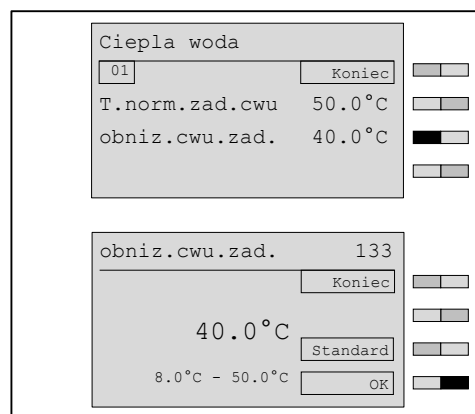 Ciepla woda
01 Koniec
T.norm.zad.cwu 50.0°C
obniz.cwu.zad. 40.0°C
obniz.cwu.zad. 133
Koniec
40.0°C
Standard
8.0°C - 50.0°C OK